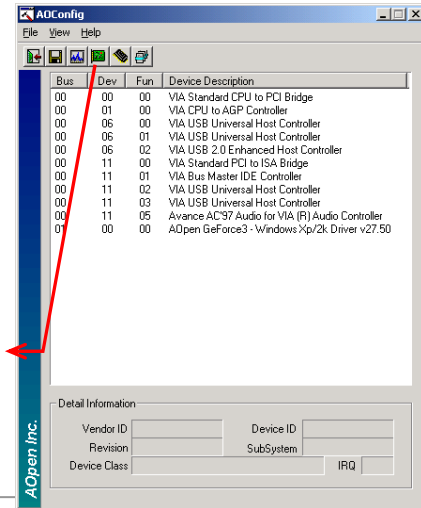 AOConfig
File View Help
Bus Dev Fun Device Description
00 00 00 VIA Standard CPU to PCI Bridge
00 01 00 VIA CPU to AGP Controller
00 06 00 VIA USB Universal Host Controller
00 06 01 VIA USB Universal Host Controller
00 06 02 VIA USB 2.0 Enhanced Host Controller
00 11 00 VIA Standard PCI to ISA Bridge
00 11 01 VIA Bus Master IDE Controller
00 11 02 VIA USB Universal Host Controller
00 11 03 VIA USB Universal Host Controller
00 11 05 Avance AC'97 Audio for VIA (R) Audio Controller
01 00 00 AOpen GeForce3 - Windows Xp/2k Driver v27.50
Detail Information
Vendor ID Device ID
Revision SubSystem
Device Class IRQ
AOpen Inc.